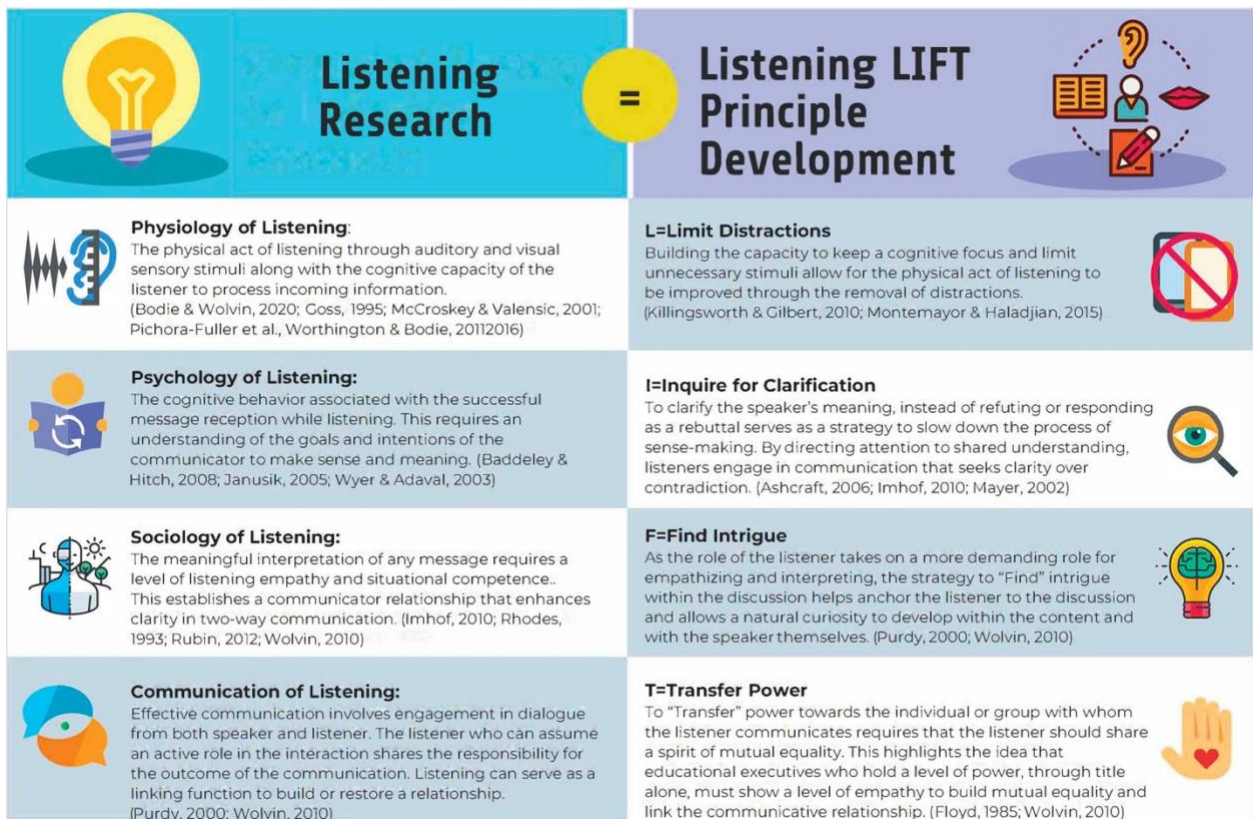 Listening
Research
=
Listening LIFT
Principle
Development
Physiology of Listening:
The physical act of listening through auditory and visual
sensory stimuli along with the cognitive capacity of the
listener to process incoming information.
(Bodie & Wolvin, 2020; Goss, 1995; McCroskey & Valensic, 2001;
Pichora-Fuller et al., Worthington & Bodie, 20112016)
L=Limit Distractions
Building the capacity to keep a cognitive focus and limit
unnecessary stimuli allow for the physical act of listening to
be improved through the removal of distractions.
(Killingsworth & Gilbert, 2010; Montemayor & Haladjian, 2015)
Psychology of Listening:
The cognitive behavior associated with the successful
message reception while listening. This requires an
understanding of the goals and intentions of the
communicator to make sense and meaning. (Baddeley &
Hitch, 2008; Janusik, 2005; Wyer & Adaval, 2003)
I=Inquire for Clarification
To clarify the speaker's meaning, instead of refuting or responding
as a rebuttal serves as a strategy to slow down the process of
sense-making. By directing attention to shared understanding,
listeners engage in communication that seeks clarity over
contradiction. (Ashcraft, 2006; Imhof, 2010; Mayer, 2002)
Sociology of Listening:
The meaningful interpretation of any message requires a
level of listening empathy and situational competence..
This establishes a communicator relationship that enhances
clarity in two-way communication. (Imhof, 2010; Rhodes,
1993; Rubin, 2012; Wolvin, 2010)
F=Find Intrigue
As the role of the listener takes on a more demanding role for
empathizing and interpreting, the strategy to "Find" intrigue
within the discussion helps anchor the listener to the discussion
and allows a natural curiosity to develop within the content and
with the speaker themselves. (Purdy, 2000; Wolvin, 2010)
Communication of Listening:
Effective communication involves engagement in dialogue
from both speaker and listener. The listener who can assume
an active role in the interaction shares the responsibility for
the outcome of the communication. Listening can serve as a
linking function to build or restore a relationship.
(Purdy, 2000; Wolvin, 2010)
T=Transfer Power
To "Transfer" power towards the individual or group with whom
the listener communicates requires that the listener should share
a spirit of mutual equality. This highlights the idea that
educational executives who hold a level of power, through title
alone, must show a level of empathy to build mutual equality and
link the communicative relationship. (Floyd, 1985; Wolvin, 2010)